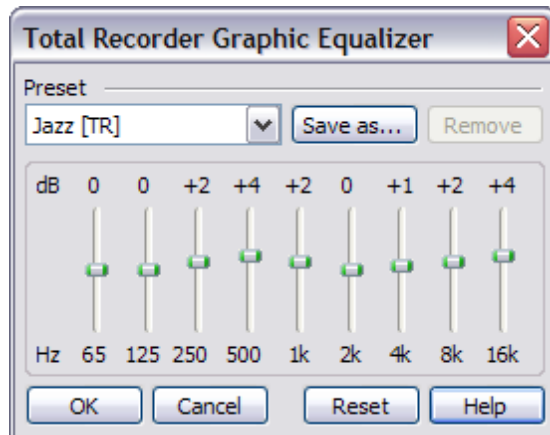 Total Recorder Graphic Equalizer
Preset
Jazz [TR] Save as... Remove
dB 0 0 +2 +4 +2 0 +1 +2 +4
Hz 65 125 250 500 1k 2k 4k 8k 16k
OK Cancel Reset Help